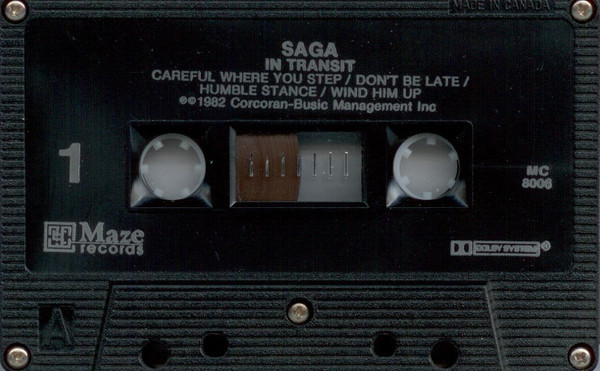 MADE IN CANADA
SAGA
IN TRANSIT
CAREFUL WHERE YOU STEP / DON'T BE LATE /
HUMBLE STANCE / WIND HIM UP
℗©1982 Corcoran-Busic Management Inc
1
MC
8006
Maze
records
DOLBY SYSTEM®
A